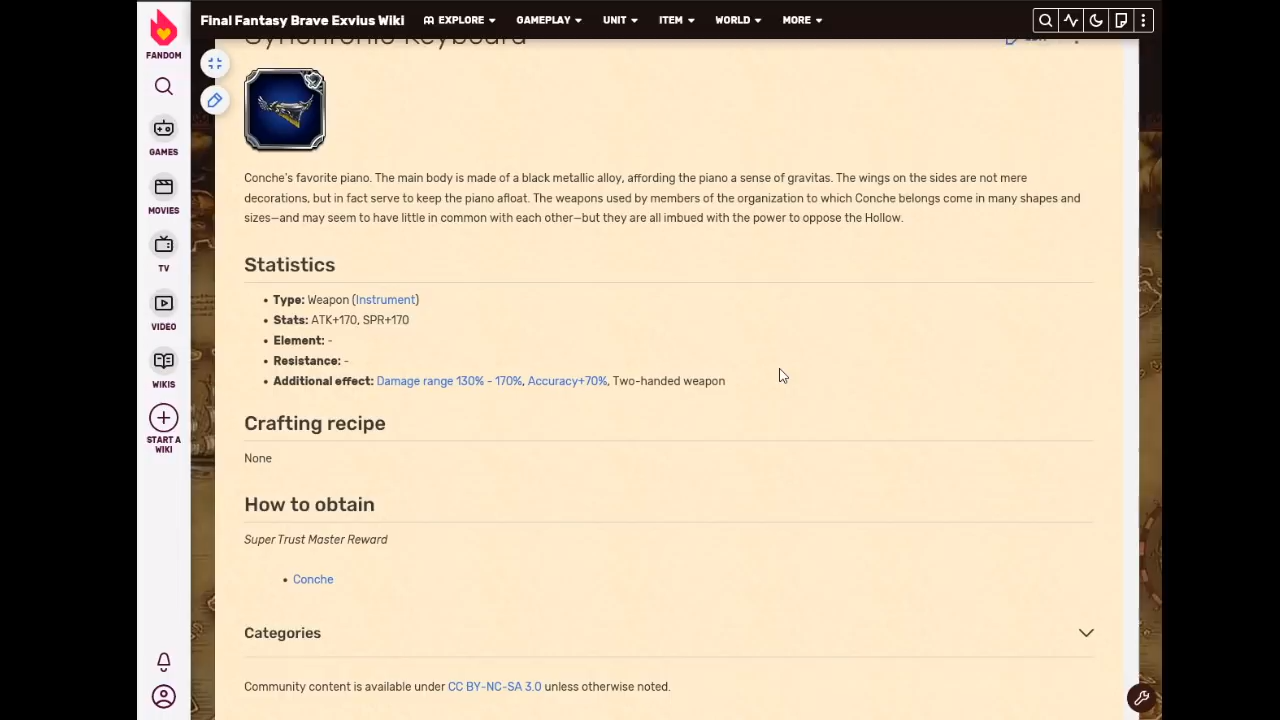 Final Fantasy Brave Exvius Wiki
EXPLORE
GAMEPLAY
UNIT
ITEM
WORLD
MORE
FANDOM
GAMES
MOVIES
TV
VIDEO
WIKIS
START A
WIKI
Synchronic Keyboard
Conche's favorite piano. The main body is made of a black metallic alloy, affording the piano a sense of gravitas. The wings on the sides are not mere
decorations, but in fact serve to keep the piano afloat. The weapons used by members of the organization to which Conche belongs come in many shapes and
sizes—and may seem to have little in common with each other—but they are all imbued with the power to oppose the Hollow.
Statistics
• Type: Weapon (Instrument)
• Stats: ATK+170, SPR+170
• Element: -
• Resistance: -
• Additional effect: Damage range 130% - 170%, Accuracy+70%, Two-handed weapon
Crafting recipe
None
How to obtain
Super Trust Master Reward
• Conche
Categories
Community content is available under CC BY-NC-SA 3.0 unless otherwise noted.